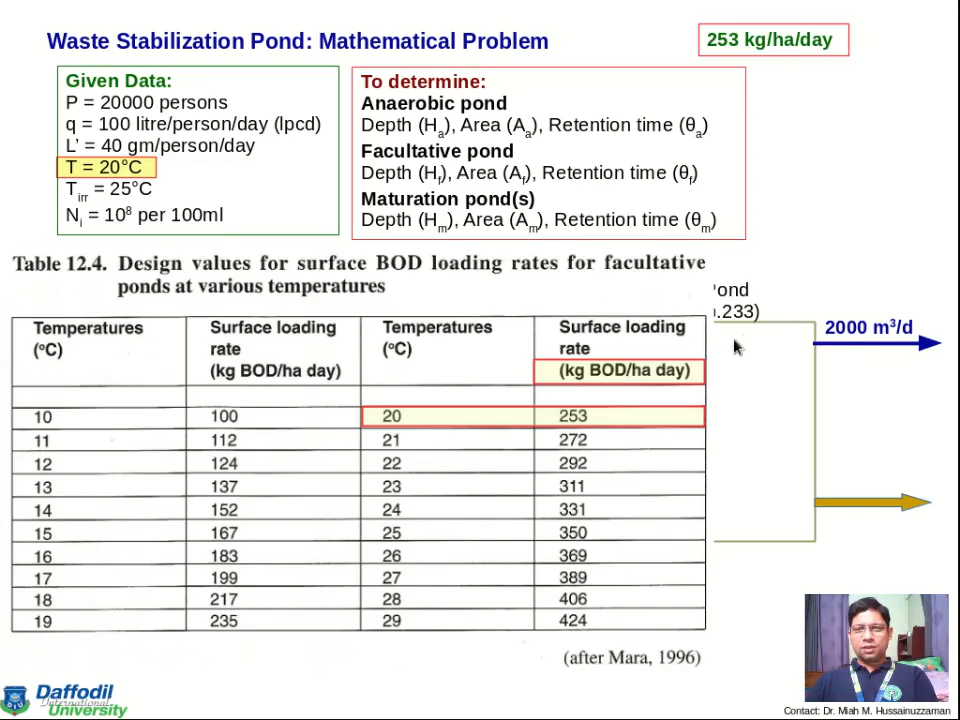 Waste Stabilization Pond: Mathematical Problem
253 kg/ha/day
Given Data:
P = 20000 persons
q = 100 litre/person/day (lpcd)
L’ = 40 gm/person/day
T = 20°C
Tirr = 25°C
Ni = 10⁸ per 100ml
To determine:
Anaerobic pond
Depth (Ha), Area (Aa), Retention time (θa)
Facultative pond
Depth (Hf), Area (Af), Retention time (θf)
Maturation pond(s)
Depth (Hm), Area (Am), Retention time (θm)
Table 12.4. Design values for surface BOD loading rates for facultative
ponds at various temperatures
Temperatures (°C) Surface loading rate (kg BOD/ha day) Temperatures (°C) Surface loading rate (kg BOD/ha day)
10 100 20 253
11 112 21 272
12 124 22 292
13 137 23 311
14 152 24 331
15 167 25 350
16 183 26 369
17 199 27 389
18 217 28 406
19 235 29 424
(after Mara, 1996)
ond
.233)
2000 m³/d
Daffodil
International
University
Contact: Dr. Miah M. Hussainuzzaman